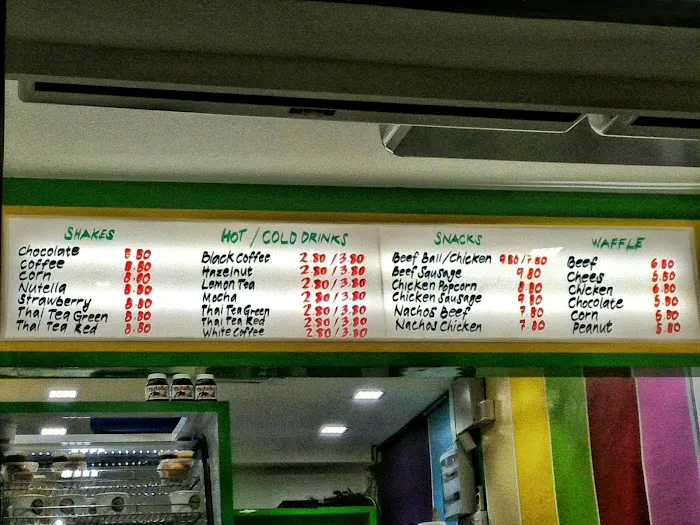 SHAKES
Chocolate 8.80
Coffee 8.80
Corn 8.80
Nutella 8.80
Strawberry 8.80
Thai Tea Green 8.80
Thai Tea Red 8.80
HOT / COLD DRINKS
Black Coffee 2.80 / 3.80
Hazelnut 2.80 / 3.80
Lemon Tea 2.80 / 3.80
Mocha 2.80 / 3.80
Thai Tea Green 2.80 / 3.80
Thai Tea Red 2.80 / 3.80
White Coffee 2.80 / 3.80
SNACKS
Beef Ball/Chicken 9.80/7.80
Beef Sausage 9.80
Chicken Popcorn 8.80
Chicken Sausage 9.80
Nachos Beef 7.80
Nachos Chicken 7.80
WAFFLE
Beef 6.80
Chees 5.80
Chicken 6.80
Chocolate 5.80
Corn 5.80
Peanut 5.80
nutella
nutella
nutella